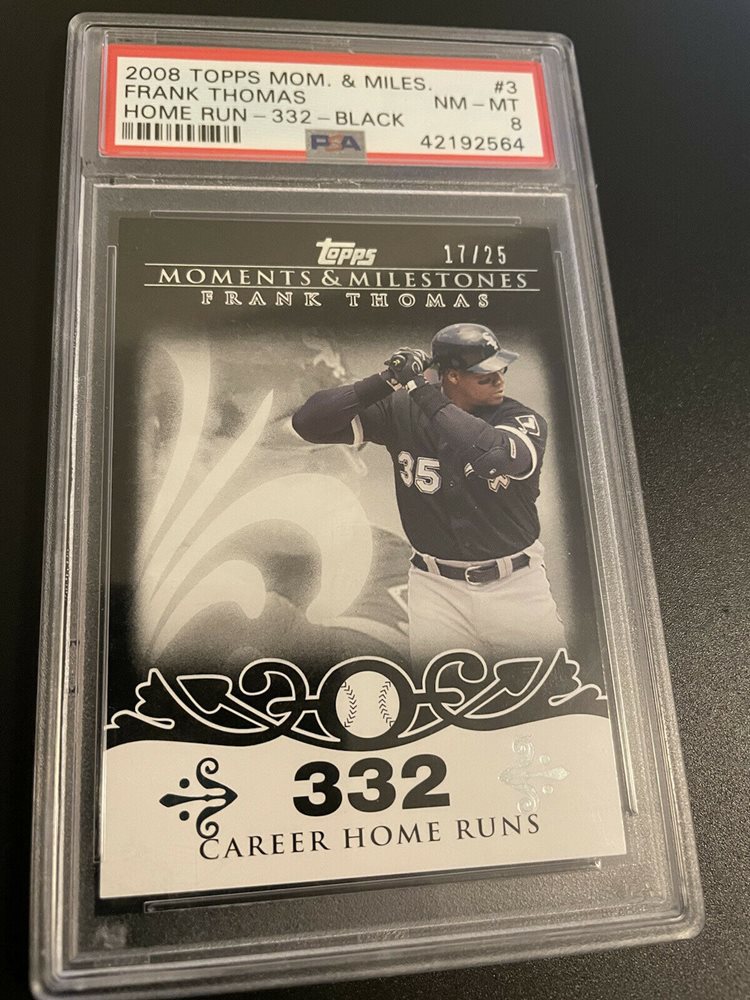 2008 TOPPS MOM. & MILES. #3
FRANK THOMAS NM - MT
HOME RUN - 332 - BLACK 8
PSA 42192564
Topps 17/25
MOMENTS & MILESTONES
FRANK THOMAS
35
332
CAREER HOME RUNS